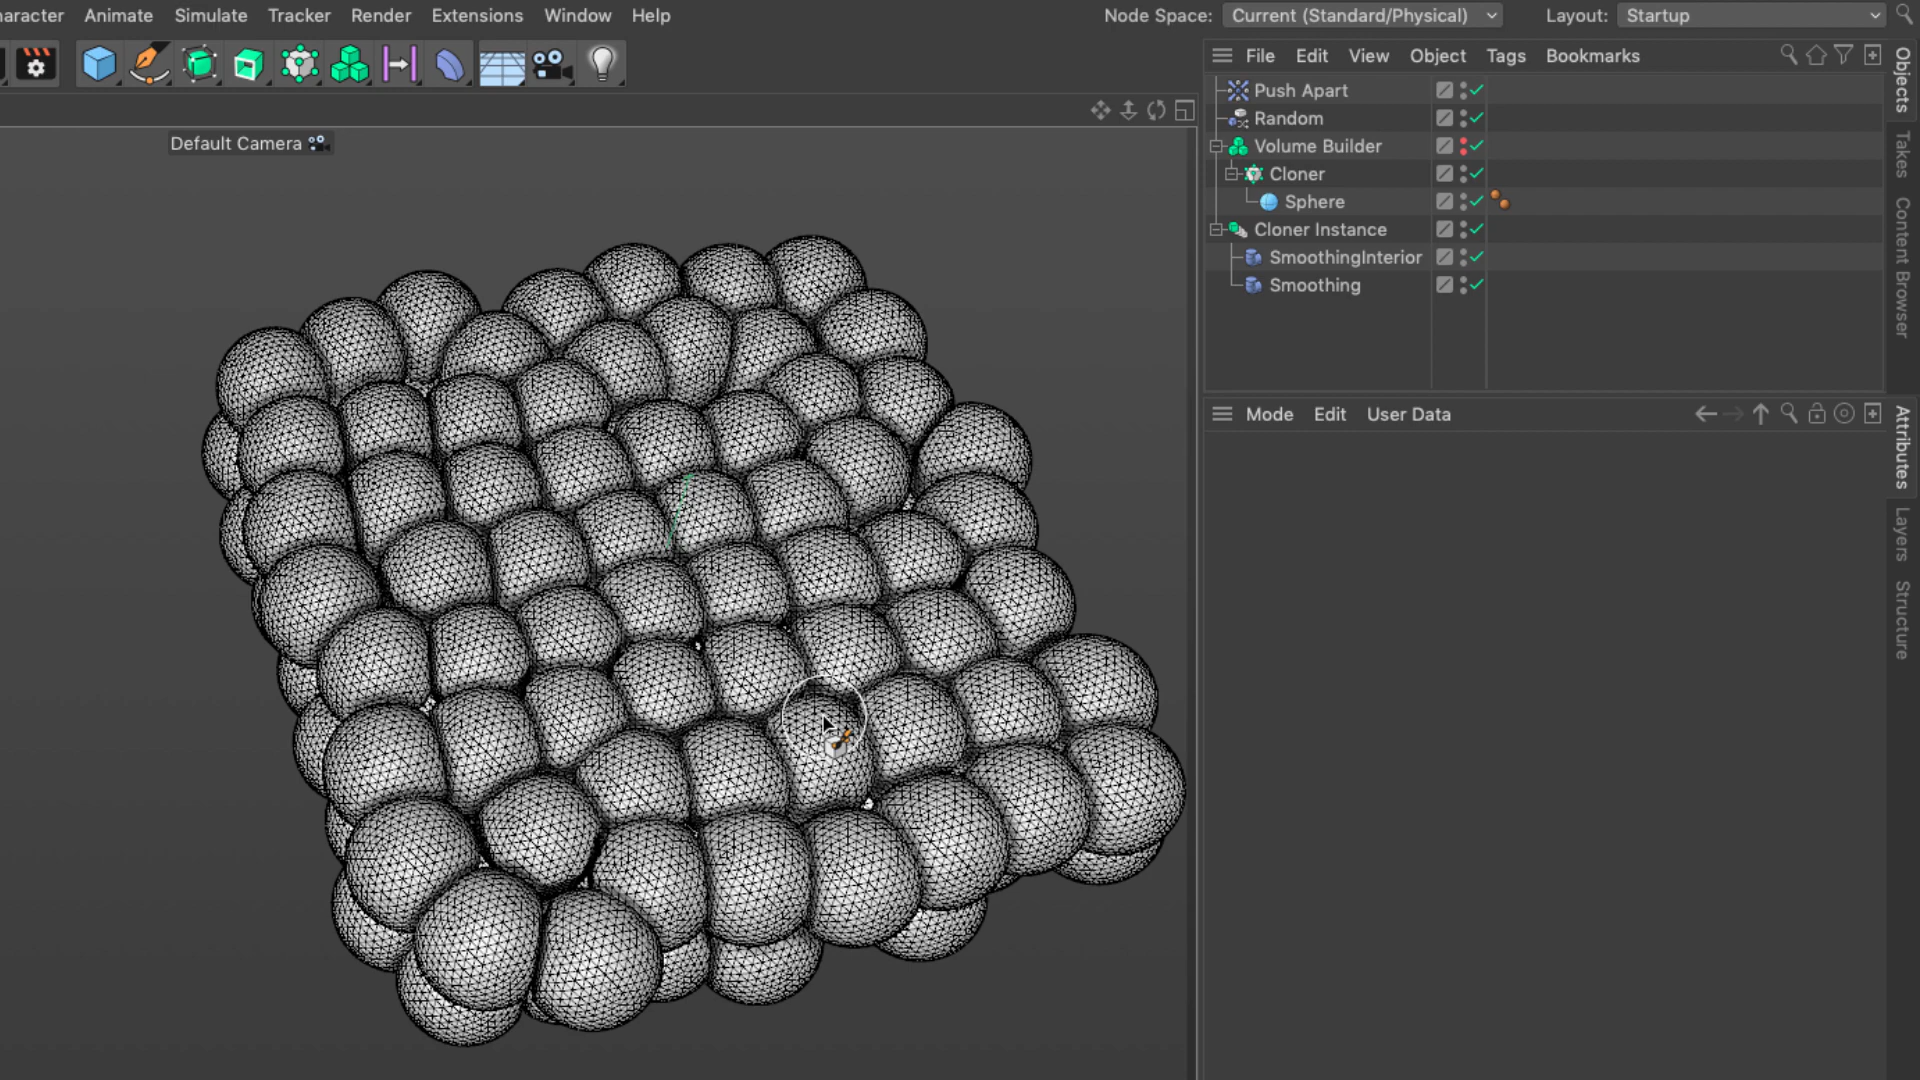 aracter Animate Simulate Tracker Render Extensions Window Help
Node Space: Current (Standard/Physical) Layout: Startup
File Edit View Object Tags Bookmarks
Default Camera
Push Apart
Random
Volume Builder
Cloner
Sphere
Cloner Instance
SmoothingInterior
Smoothing
Mode Edit User Data
Objects
Takes
Content Browser
Attributes
Layers
Structure